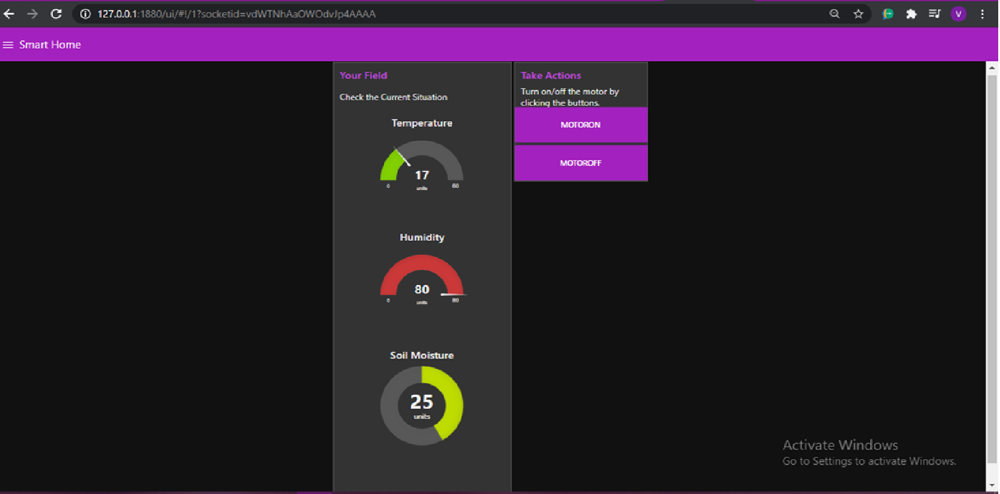 127.0.0.1:1880/ui/#!/1?socketid=vdWTNhAaOWOdvJp4AAAA
V
Smart Home
Your Field
Check the Current Situation
Temperature
17
units
0
60
Humidity
80
units
0
80
Soil Moisture
25
units
Take Actions
Turn on/off the motor by
clicking the buttons.
MOTORON
MOTOROFF
Activate Windows
Go to Settings to activate Windows.